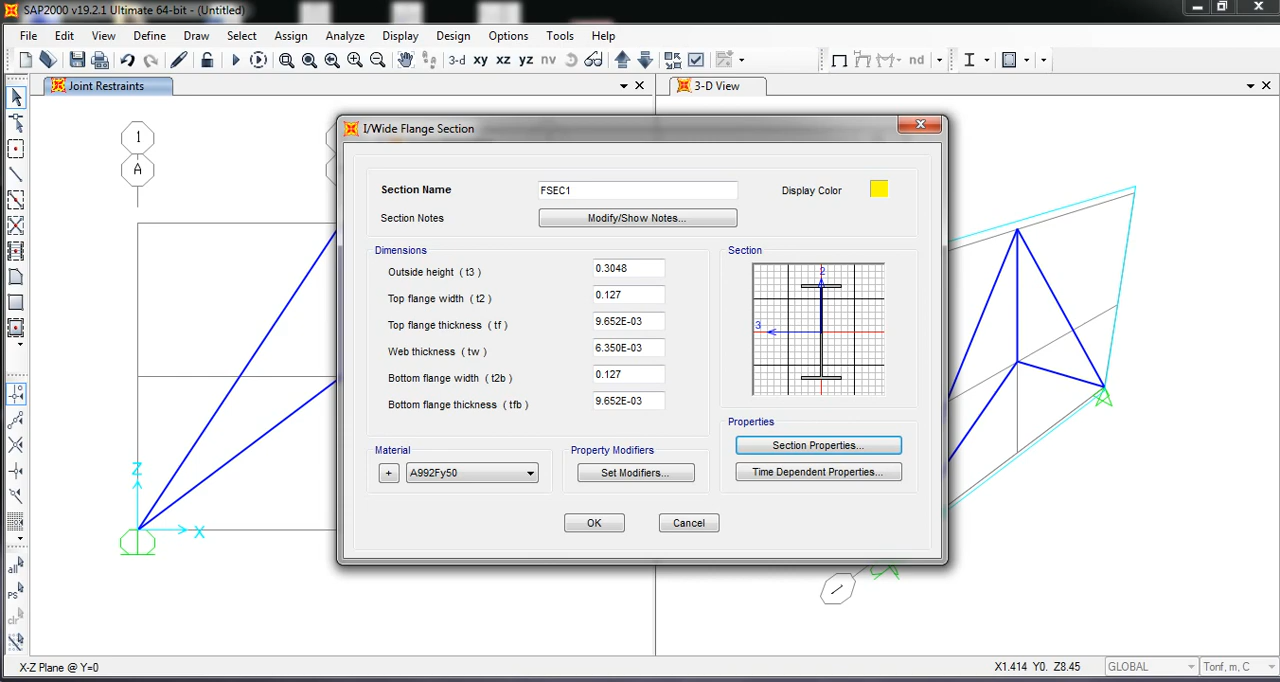 SAP2000 v19.2.1 Ultimate 64-bit - (Untitled)
File Edit View Define Draw Select Assign Analyze Display Design Options Tools Help
3-d xy xz yz nv nd
Joint Restraints
3-D View
1
A
Z
X
I/Wide Flange Section
Section Name FSEC1 Display Color
Section Notes Modify/Show Notes...
Dimensions
Outside height ( t3 ) 0.3048
Top flange width ( t2 ) 0.127
Top flange thickness ( tf ) 9.652E-03
Web thickness ( tw ) 6.350E-03
Bottom flange width ( t2b ) 0.127
Bottom flange thickness ( tfb ) 9.652E-03
Section
2
3
Material
+ A992Fy50
Property Modifiers
Set Modifiers...
Properties
Section Properties...
Time Dependent Properties...
OK Cancel
all
PS
clr
X-Z Plane @ Y=0
X1.414 Y0. Z8.45 GLOBAL Tonf, m, C